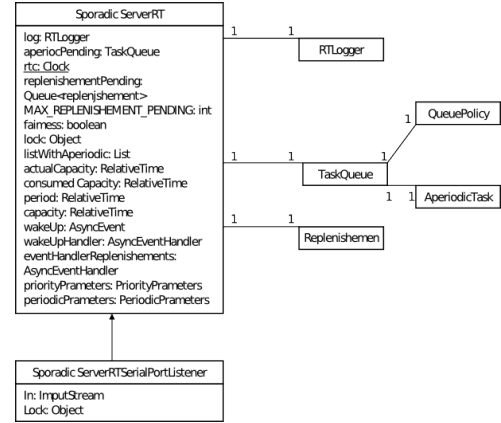 Sporadic ServerRT
log: RTLogger
aperiocPending: TaskQueue
rtc: Clock
replenishementPending:
Queue<replenjshement>
MAX_REPLENISHEMENT_PENDING: int
fairness: boolean
lock: Object
listWithAperiodic: List
actualCapacity: RelativeTime
consumed Capacity: RelativeTime
period: RelativeTime
capacity: RelativeTime
wakeUp: AsyncEvent
wakeUpHandler: AsyncEventHandler
eventHandlerReplenishements:
AsyncEventHandler
priorityPrameters: PriorityPrameters
periodicPrameters: PeriodicPrameters
1 1
RTLogger
1 1
TaskQueue
1
1
QueuePolicy
1 1
AperiodicTask
1 1
Replenishemen
Sporadic ServerRTSerialPortListener
In: ImputStream
Lock: Object